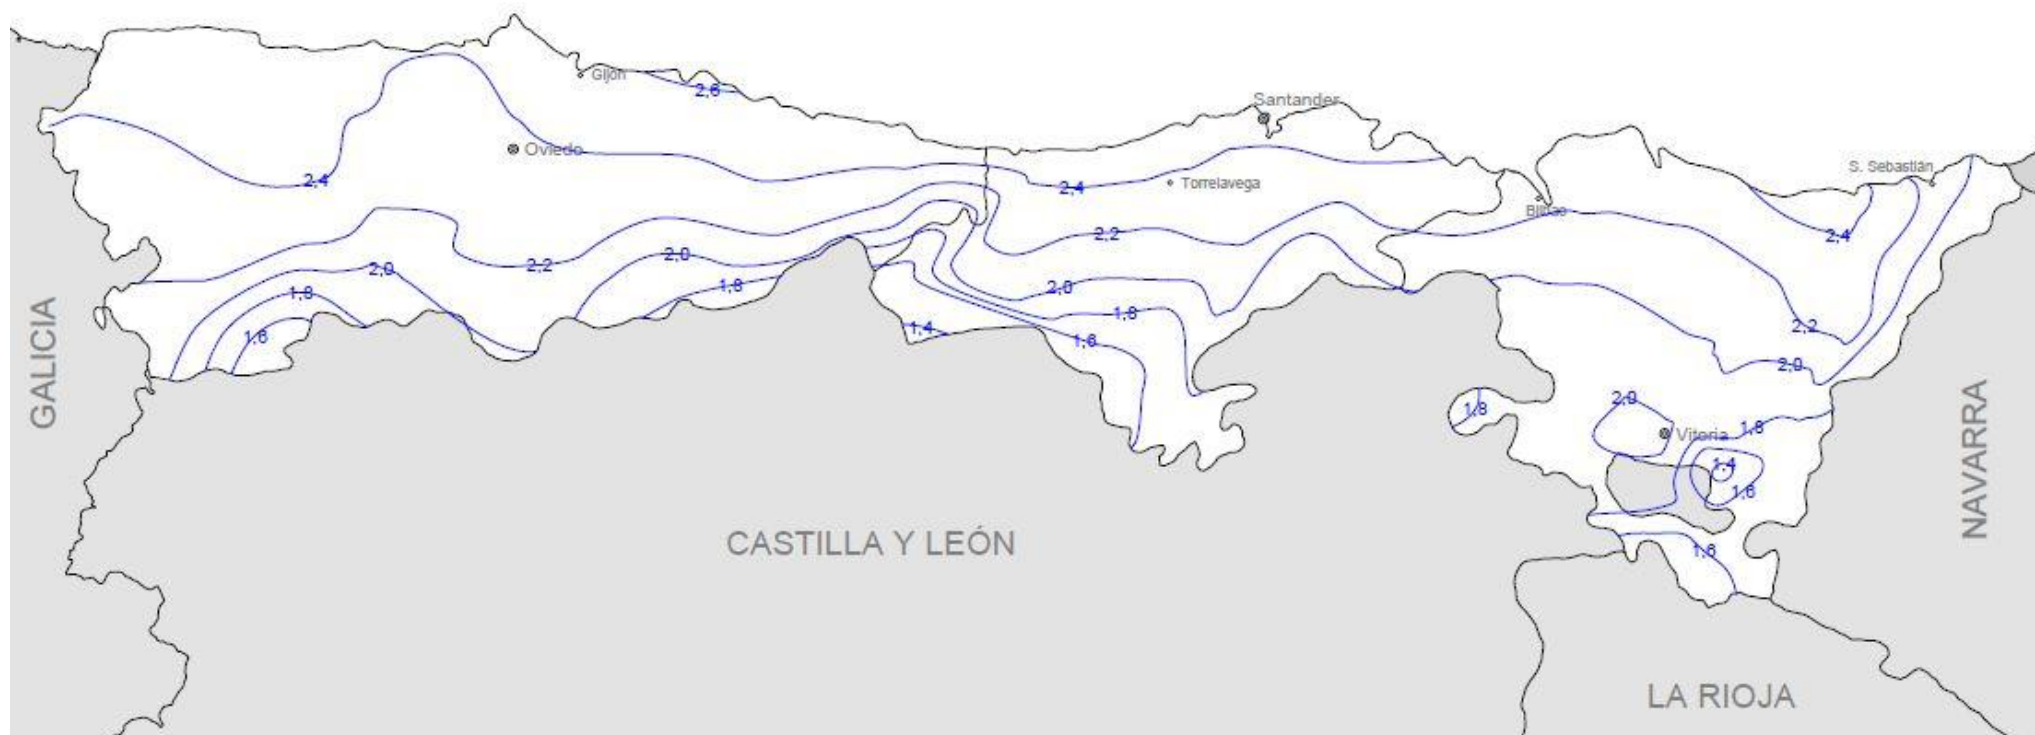 Gijón
2,6
Santander
Oviedo
S. Sebastián
2,4
2,4
Torrelavega
Bilbao
2,2
2,4
2,2
2,0
2,0
1,8
1,8
2,0
1,8
2,2
1,6
1,4
1,6
2,0
GALICIA
2,0
1,8
1,8
Vitoria
NAVARRA
1,4
1,6
CASTILLA Y LEÓN
1,6
LA RIOJA